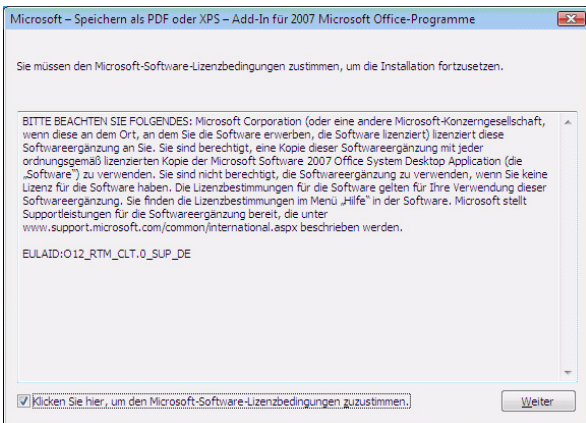 Microsoft – Speichern als PDF oder XPS – Add-In für 2007 Microsoft Office-Programme
Sie müssen den Microsoft-Software-Lizenzbedingungen zustimmen, um die Installation fortzusetzen.
BITTE BEACHTEN SIE FOLGENDES: Microsoft Corporation (oder eine andere Microsoft-Konzerngesellschaft,
wenn diese an dem Ort, an dem Sie die Software erwerben, die Software lizenziert) lizenziert diese
Softwareergänzung an Sie. Sie sind berechtigt, eine Kopie dieser Softwareergänzung mit jeder
ordnungsgemäß lizenzierten Kopie der Microsoft Software 2007 Office System Desktop Application (die
„Software“) zu verwenden. Sie sind nicht berechtigt, die Softwareergänzung zu verwenden, wenn Sie keine
Lizenz für die Software haben. Die Lizenzbestimmungen für die Software gelten für Ihre Verwendung dieser
Softwareergänzung. Sie finden die Lizenzbestimmungen im Menü „Hilfe“ in der Software. Microsoft stellt
Supportleistungen für die Softwareergänzung bereit, die unter
www.support.microsoft.com/common/international.aspx beschrieben werden.
EULAID:O12_RTM_CLT.0_SUP_DE
Klicken Sie hier, um den Microsoft-Software-Lizenzbedingungen zuzustimmen.
Weiter